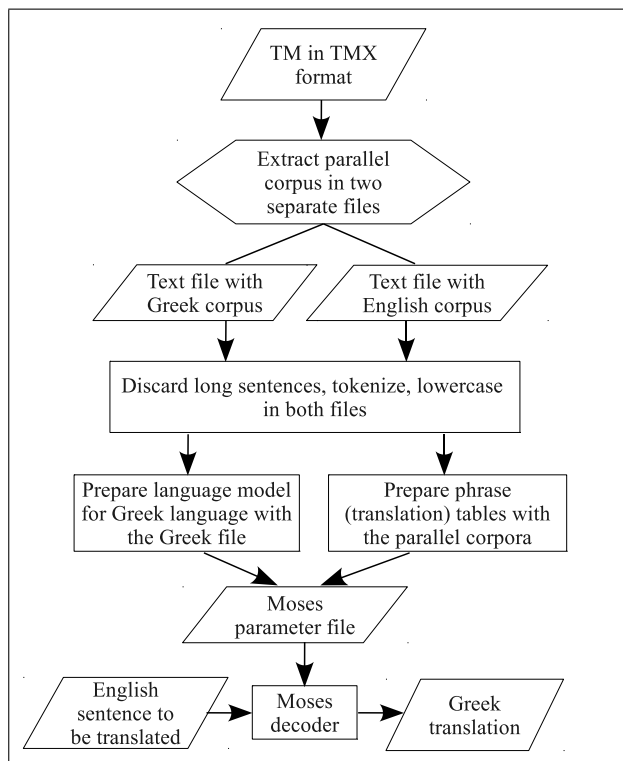 TM in TMX
format
Extract parallel
corpus in two
separate files
Text file with
Greek corpus
Text file with
English corpus
Discard long sentences, tokenize, lowercase
in both files
Prepare language model
for Greek language with
the Greek file
Prepare phrase
(translation) tables with
the parallel corpora
Moses
parameter file
English
sentence to
be translated
Moses
decoder
Greek
translation